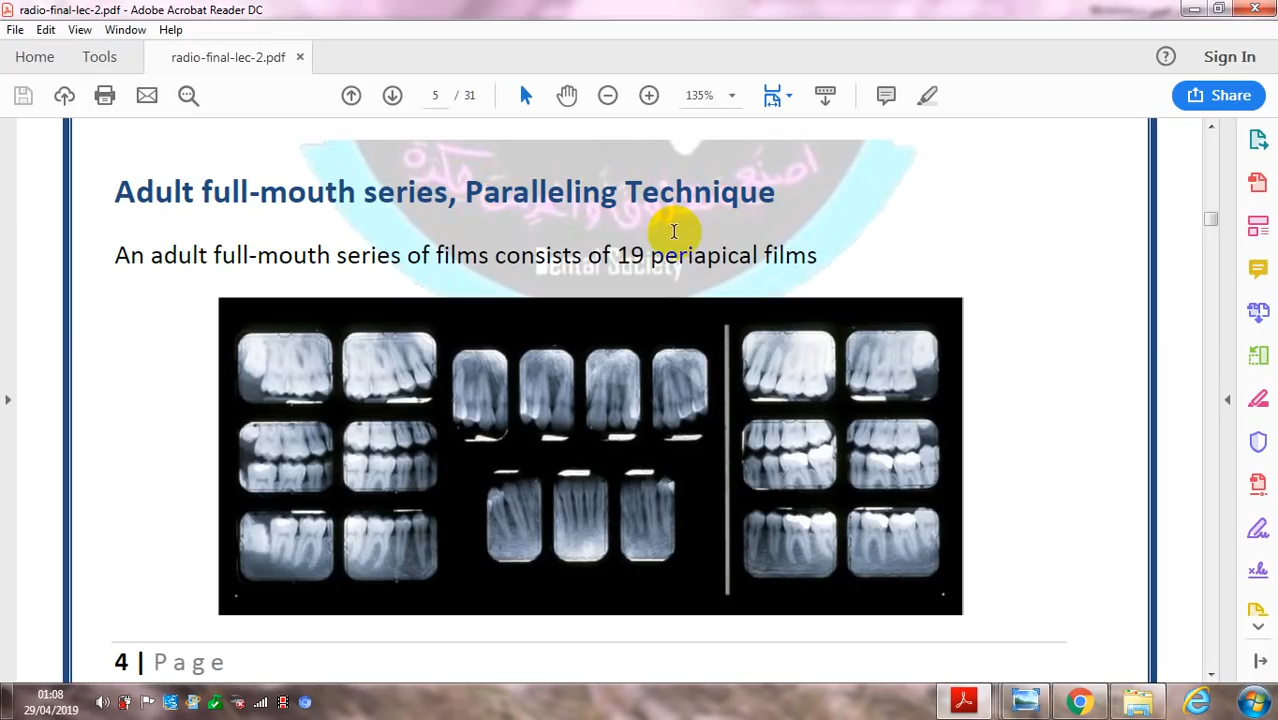 radio-final-lec-2.pdf - Adobe Acrobat Reader DC
File Edit View Window Help
Home Tools radio-final-lec-2.pdf × Sign In
5 / 31 135% Share
Adult full-mouth series, Paralleling Technique
An adult full-mouth series of films consists of 19 periapical films
Dental Society
4 | P a g e
01:08
29/04/2019